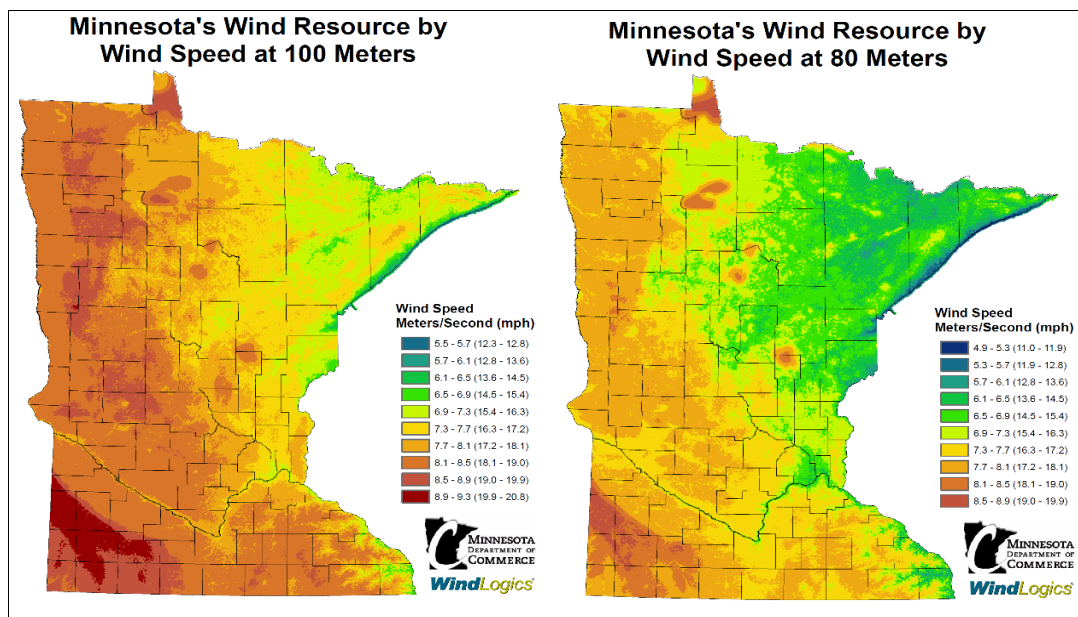 Minnesota's Wind Resource by
Wind Speed at 100 Meters
Wind Speed
Meters/Second (mph)
5.5 - 5.7 (12.3 - 12.8)
5.7 - 6.1 (12.8 - 13.6)
6.1 - 6.5 (13.6 - 14.5)
6.5 - 6.9 (14.5 - 15.4)
6.9 - 7.3 (15.4 - 16.3)
7.3 - 7.7 (16.3 - 17.2)
7.7 - 8.1 (17.2 - 18.1)
8.1 - 8.5 (18.1 - 19.0)
8.5 - 8.9 (19.0 - 19.9)
8.9 - 9.3 (19.9 - 20.8)
MINNESOTA
DEPARTMENT OF
COMMERCE
WindLogics
Minnesota's Wind Resource by
Wind Speed at 80 Meters
Wind Speed
Meters/Second (mph)
4.9 - 5.3 (11.0 - 11.9)
5.3 - 5.7 (11.9 - 12.8)
5.7 - 6.1 (12.8 - 13.6)
6.1 - 6.5 (13.6 - 14.5)
6.5 - 6.9 (14.5 - 15.4)
6.9 - 7.3 (15.4 - 16.3)
7.3 - 7.7 (16.3 - 17.2)
7.7 - 8.1 (17.2 - 18.1)
8.1 - 8.5 (18.1 - 19.0)
8.5 - 8.9 (19.0 - 19.9)
MINNESOTA
DEPARTMENT OF
COMMERCE
WindLogics